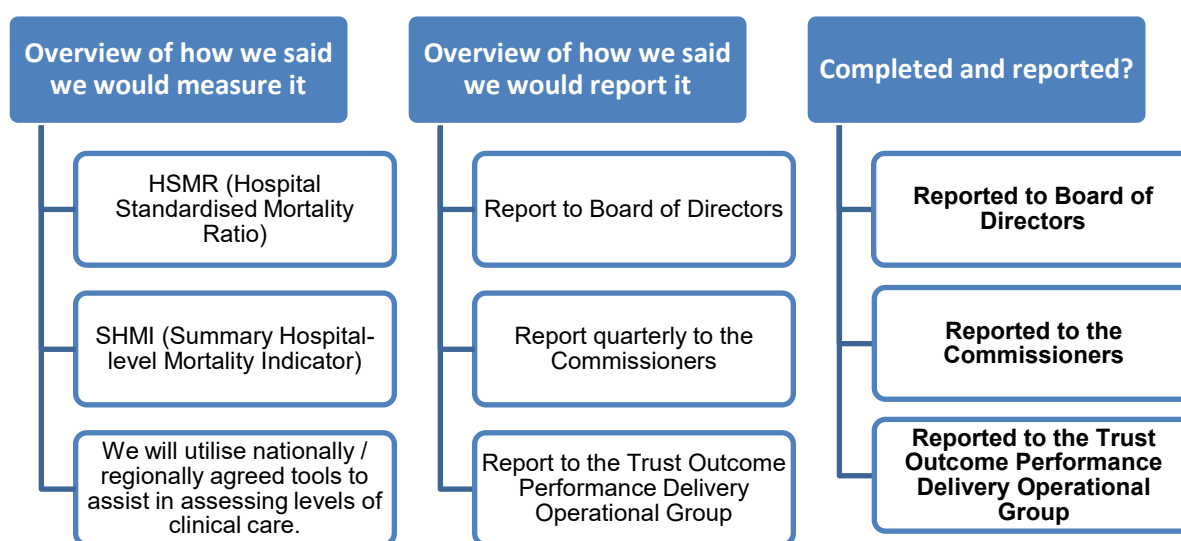 Overview of how we said
we would measure it
HSMR (Hospital
Standardised Mortality
Ratio)
SHMI (Summary Hospital-
level Mortality Indicator)
We will utilise nationally /
regionally agreed tools to
assist in assessing levels of
clinical care.
Overview of how we said
we would report it
Report to Board of Directors
Report quarterly to the
Commissioners
Report to the Trust Outcome
Performance Delivery
Operational Group
Completed and reported?
Reported to Board of
Directors
Reported to the
Commissioners
Reported to the Trust
Outcome Performance
Delivery Operational
Group